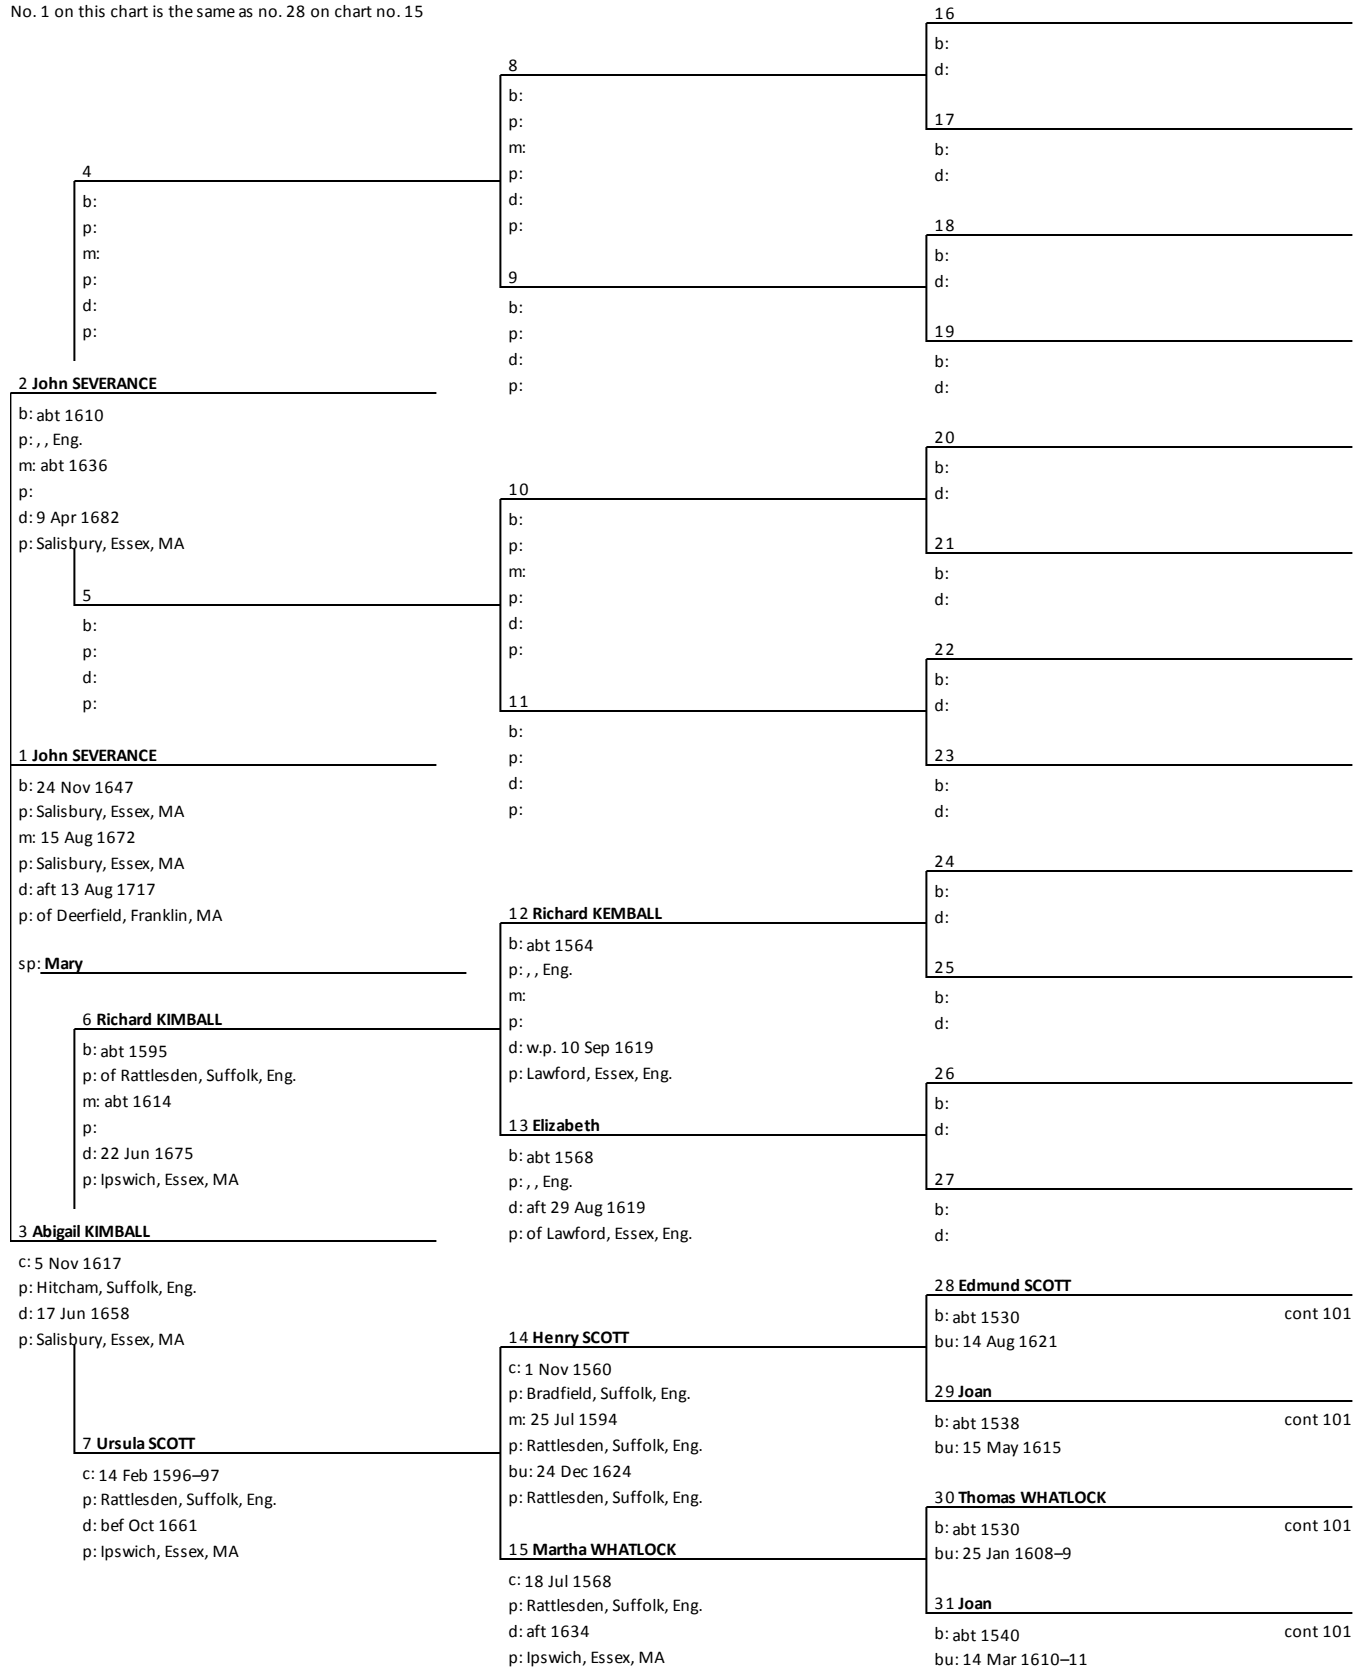 No. 1 on this chart is the same as no. 28 on chart no. 15
4
b:
p:
m:
p:
d:
p:
2 John SEVERANCE
b: abt 1610
p: , , Eng.
m: abt 1636
p:
d: 9 Apr 1682
p: Salisbury, Essex, MA
5
b:
p:
d:
p:
1 John SEVERANCE
b: 24 Nov 1647
p: Salisbury, Essex, MA
m: 15 Aug 1672
p: Salisbury, Essex, MA
d: aft 13 Aug 1717
p: of Deerfield, Franklin, MA
sp: Mary
6 Richard KIMBALL
b: abt 1595
p: of Rattlesden, Suffolk, Eng.
m: abt 1614
p:
d: 22 Jun 1675
p: Ipswich, Essex, MA
3 Abigail KIMBALL
c: 5 Nov 1617
p: Hitcham, Suffolk, Eng.
d: 17 Jun 1658
p: Salisbury, Essex, MA
7 Ursula SCOTT
c: 14 Feb 1596–97
p: Rattlesden, Suffolk, Eng.
d: bef Oct 1661
p: Ipswich, Essex, MA
8
b:
p:
m:
p:
d:
p:
9
b:
p:
d:
p:
10
b:
p:
m:
p:
d:
p:
11
b:
p:
d:
p:
12 Richard KEMBALL
b: abt 1564
p: , , Eng.
m:
p:
d: w.p. 10 Sep 1619
p: Lawford, Essex, Eng.
13 Elizabeth
b: abt 1568
p: , , Eng.
d: aft 29 Aug 1619
p: of Lawford, Essex, Eng.
14 Henry SCOTT
c: 1 Nov 1560
p: Bradfield, Suffolk, Eng.
m: 25 Jul 1594
p: Rattlesden, Suffolk, Eng.
bu: 24 Dec 1624
p: Rattlesden, Suffolk, Eng.
15 Martha WHATLOCK
c: 18 Jul 1568
p: Rattlesden, Suffolk, Eng.
d: aft 1634
p: Ipswich, Essex, MA
16
b:
d:
17
b:
d:
18
b:
d:
19
b:
d:
20
b:
d:
21
b:
d:
22
b:
d:
23
b:
d:
24
b:
d:
25
b:
d:
26
b:
d:
27
b:
d:
28 Edmund SCOTT
b: abt 1530 cont 101
bu: 14 Aug 1621
29 Joan
b: abt 1538 cont 101
bu: 15 May 1615
30 Thomas WHATLOCK
b: abt 1530 cont 101
bu: 25 Jan 1608–9
31 Joan
b: abt 1540 cont 101
bu: 14 Mar 1610–11